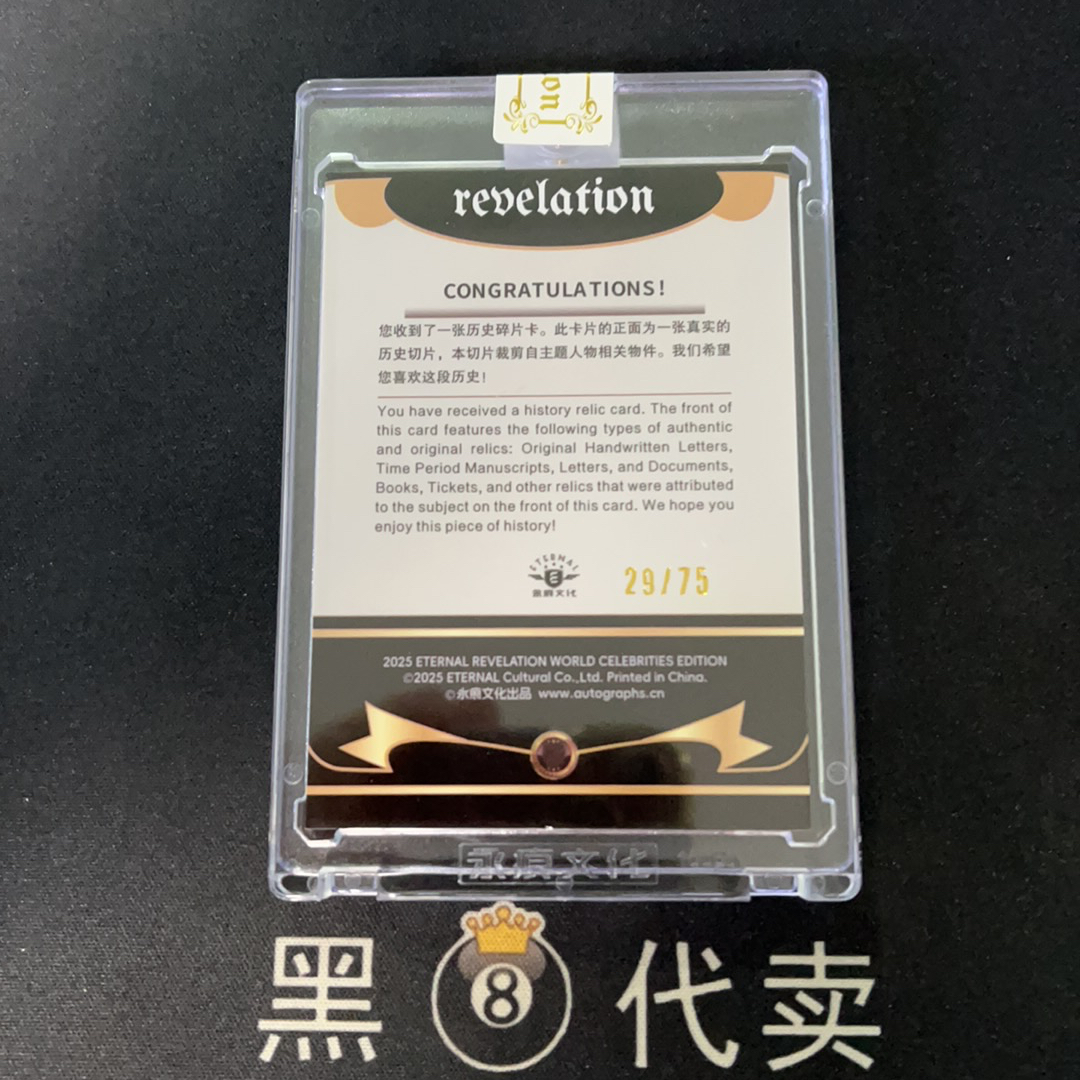 on
revelation
CONGRATULATIONS!
您收到了一张历史碎片卡。此卡片的正面为一张真实的
历史切片，本切片裁剪自主题人物相关物件。我们希望
您喜欢这段历史!
You have received a history relic card. The front of
this card features the following types of authentic
and original relics: Original Handwritten Letters,
Time Period Manuscripts, Letters, and Documents,
Books, Tickets, and other relics that were attributed
to the subject on the front of this card. We hope you
enjoy this piece of history!
ETERNAL
E
永痕文化
29/75
2025 ETERNAL REVELATION WORLD CELEBRITIES EDITION
©2025 ETERNAL Cultural Co.,Ltd. Printed in China.
©永痕文化出品 www.autographs.cn
永痕文化
黑8代卖